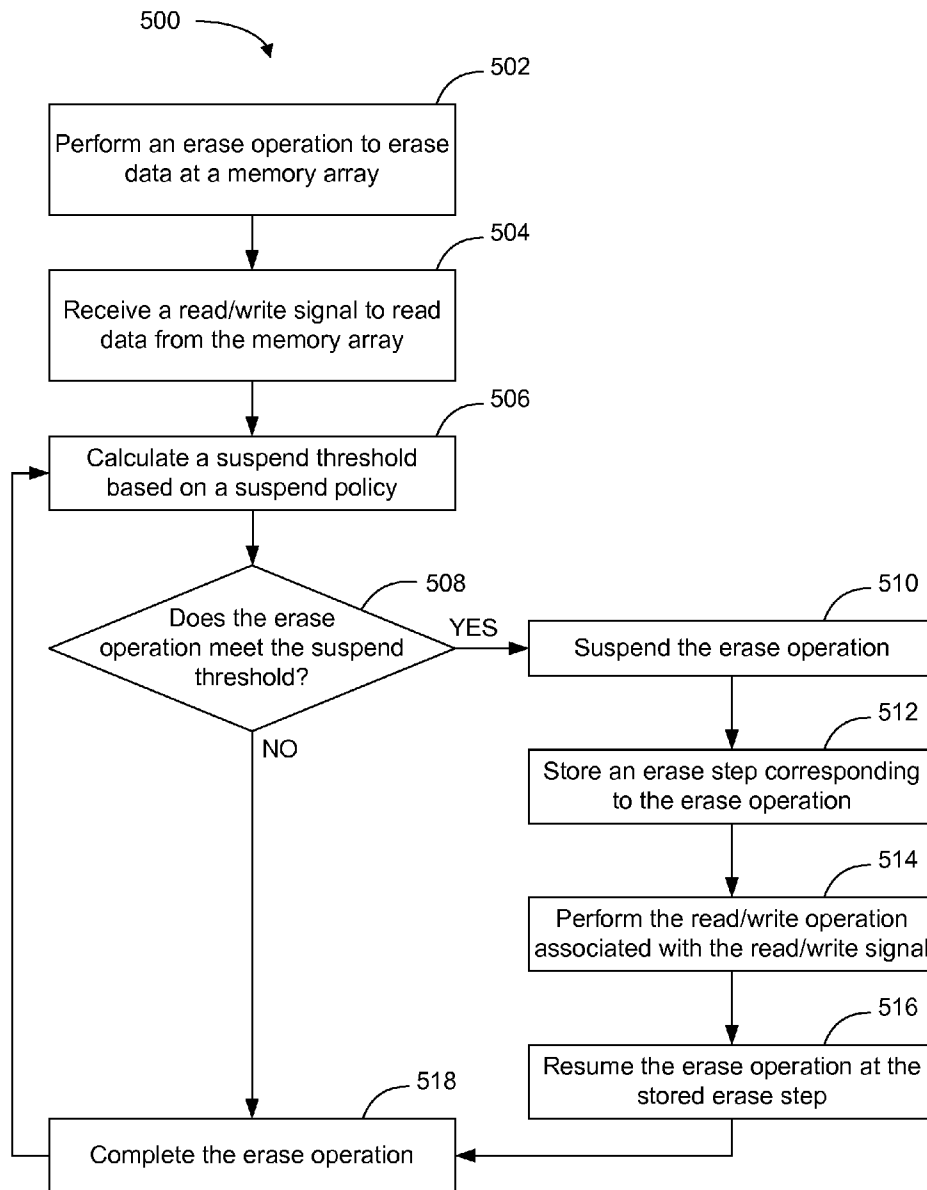 500
502
Perform an erase operation to erase
data at a memory array
504
Receive a read/write signal to read
data from the memory array
506
Calculate a suspend threshold
based on a suspend policy
508
Does the erase
operation meet the suspend
threshold?
YES
NO
510
Suspend the erase operation
512
Store an erase step corresponding
to the erase operation
514
Perform the read/write operation
associated with the read/write signal
516
Resume the erase operation at the
stored erase step
518
Complete the erase operation